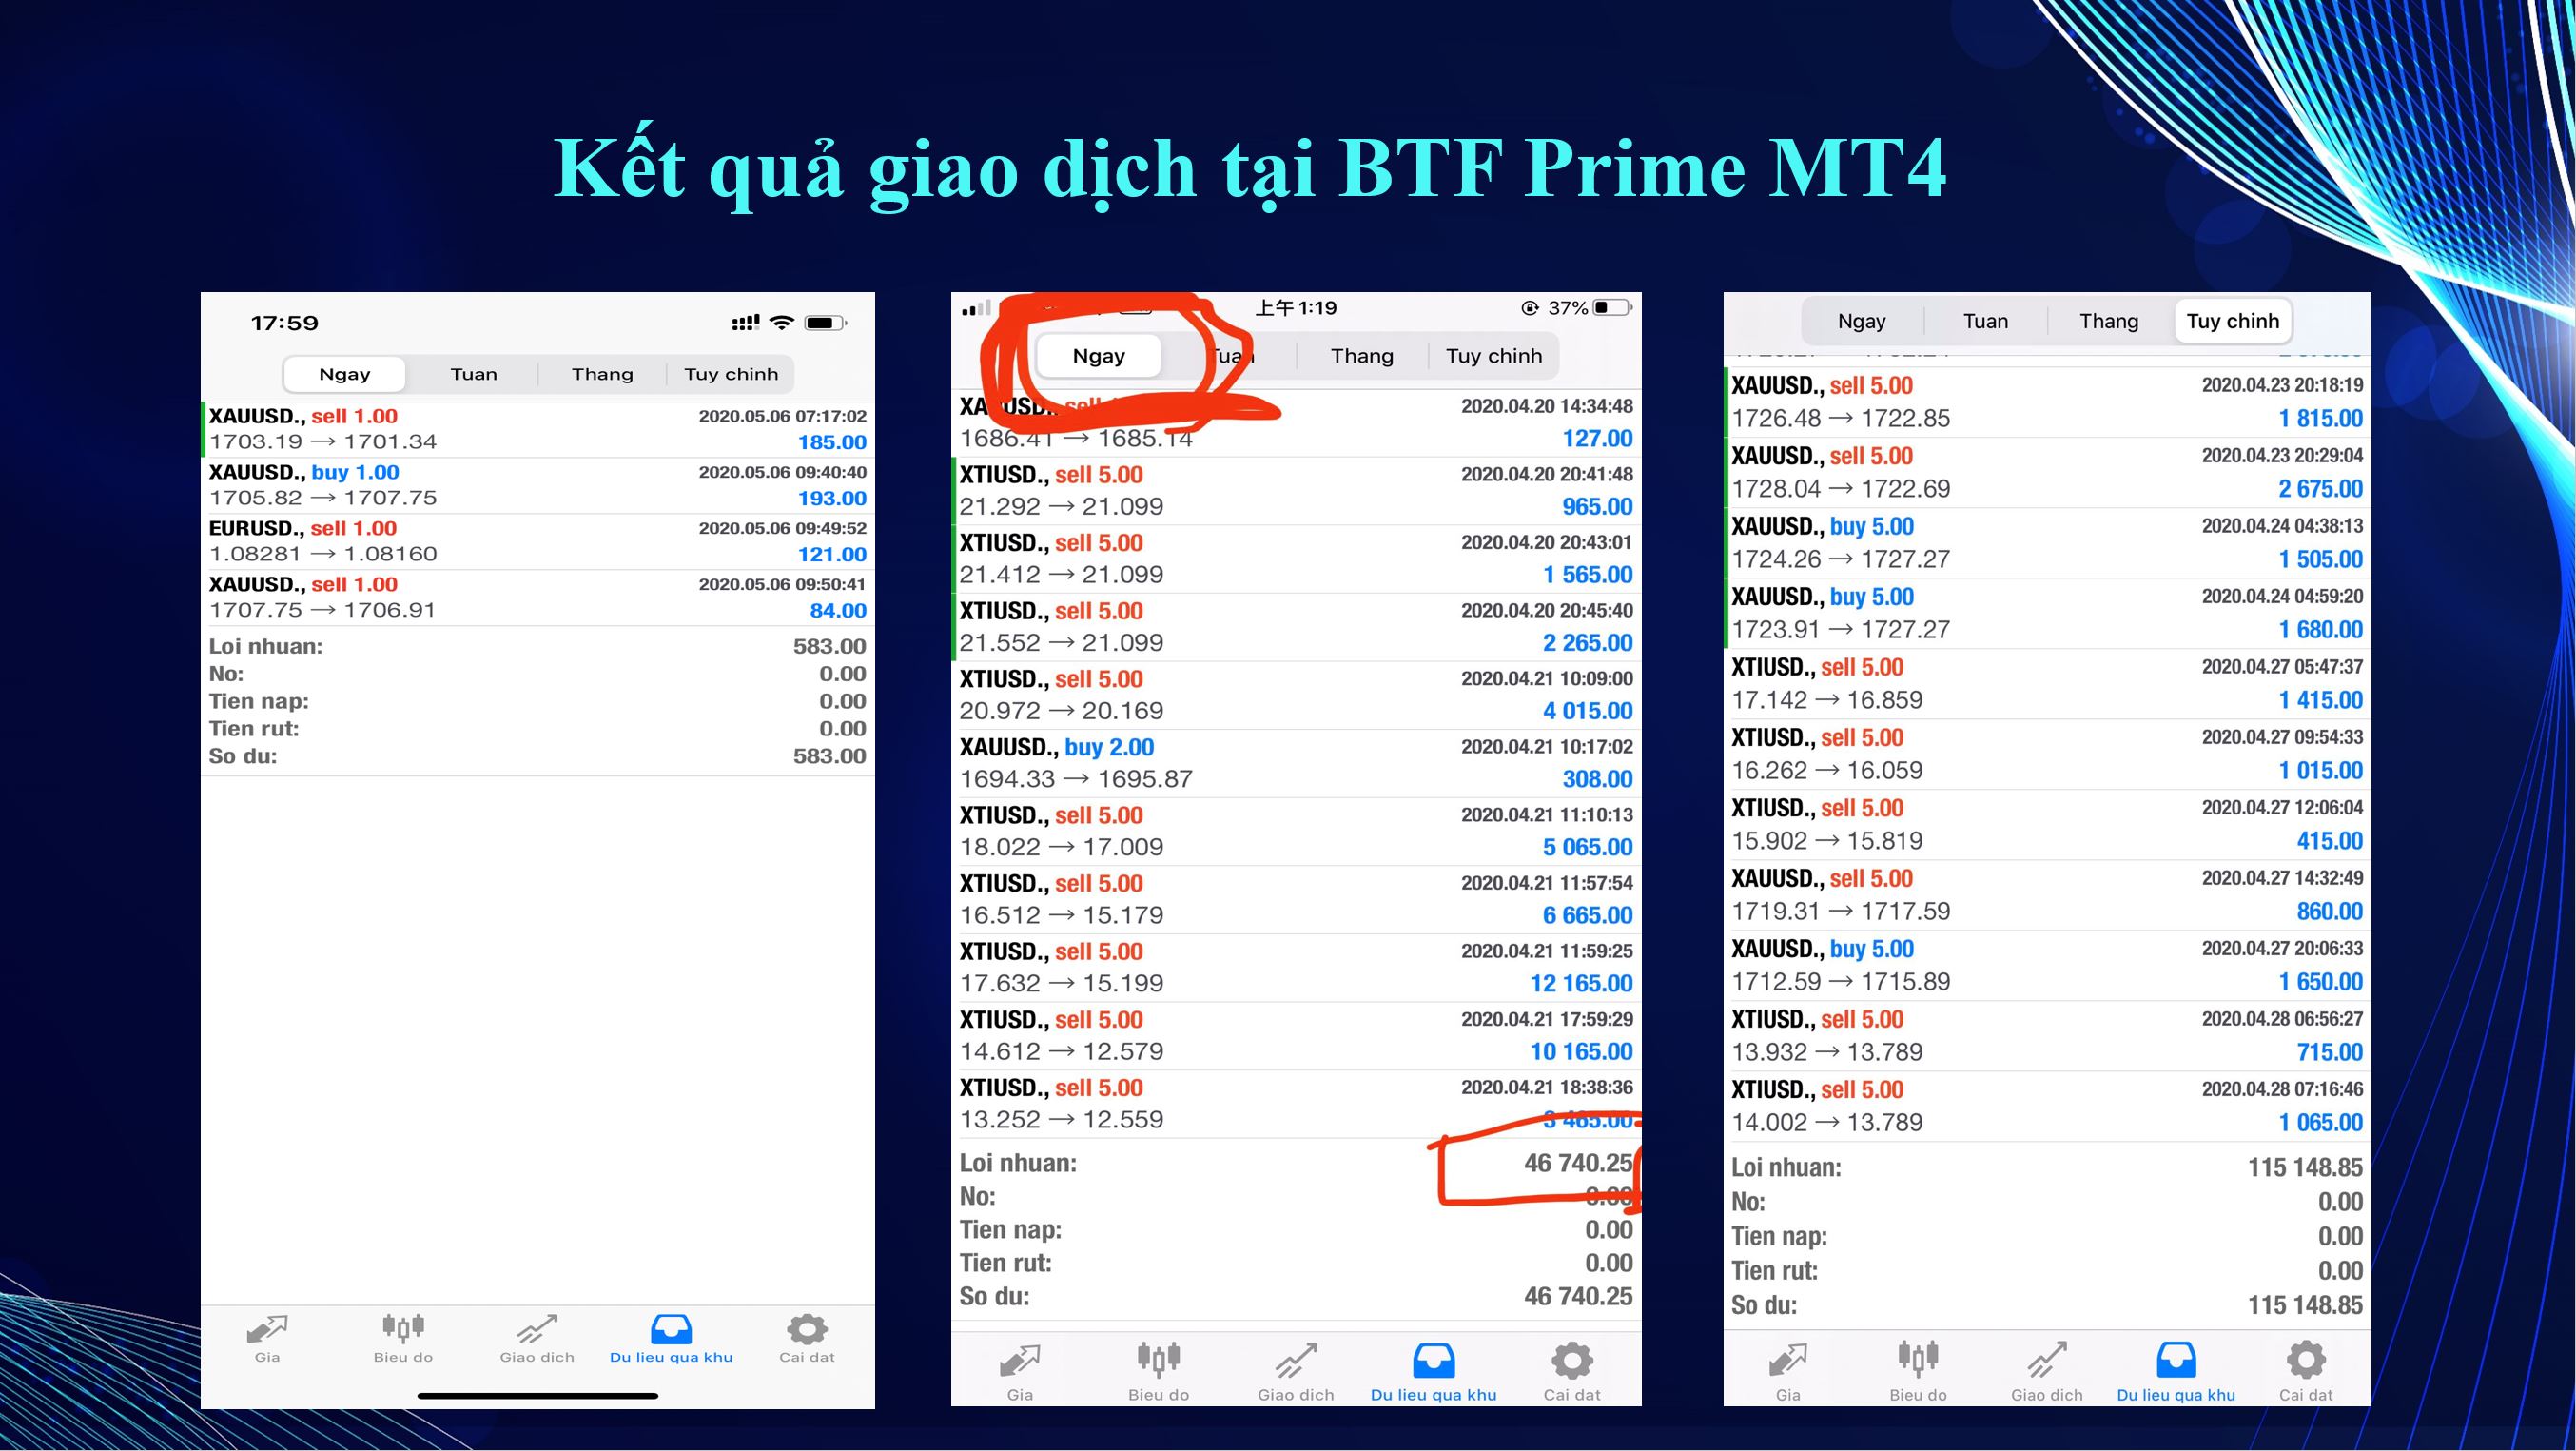 Kết quả giao dịch tại BTF Prime MT4
17:59
Ngay Tuan Thang Tuy chinh
XAUUSD., sell 1.00 2020.05.06 07:17:02
1703.19 → 1701.34 185.00
XAUUSD., buy 1.00 2020.05.06 09:40:40
1705.82 → 1707.75 193.00
EURUSD., sell 1.00 2020.05.06 09:49:52
1.08281 → 1.08160 121.00
XAUUSD., sell 1.00 2020.05.06 09:50:41
1707.75 → 1706.91 84.00
Loi nhuan: 583.00
No: 0.00
Tien nap: 0.00
Tien rut: 0.00
So du: 583.00
Gia Bieu do Giao dich Du lieu qua khu Cai dat
上午 1:19 37%
Ngay Tuan Thang Tuy chinh
XAUUSD., sell 2020.04.20 14:34:48
1686.41 → 1685.14 127.00
XTIUSD., sell 5.00 2020.04.20 20:41:48
21.292 → 21.099 965.00
XTIUSD., sell 5.00 2020.04.20 20:43:01
21.412 → 21.099 1 565.00
XTIUSD., sell 5.00 2020.04.20 20:45:40
21.552 → 21.099 2 265.00
XTIUSD., sell 5.00 2020.04.21 10:09:00
20.972 → 20.169 4 015.00
XAUUSD., buy 2.00 2020.04.21 10:17:02
1694.33 → 1695.87 308.00
XTIUSD., sell 5.00 2020.04.21 11:10:13
18.022 → 17.009 5 065.00
XTIUSD., sell 5.00 2020.04.21 11:57:54
16.512 → 15.179 6 665.00
XTIUSD., sell 5.00 2020.04.21 11:59:25
17.632 → 15.199 12 165.00
XTIUSD., sell 5.00 2020.04.21 17:59:29
14.612 → 12.579 10 165.00
XTIUSD., sell 5.00 2020.04.21 18:38:36
13.252 → 12.559 3 465.00
Loi nhuan: 46 740.25
No: 0.00
Tien nap: 0.00
Tien rut: 0.00
So du: 46 740.25
Gia Bieu do Giao dich Du lieu qua khu Cai dat
Ngay Tuan Thang Tuy chinh
XAUUSD., sell 5.00 2020.04.23 20:18:19
1726.48 → 1722.85 1 815.00
XAUUSD., sell 5.00 2020.04.23 20:29:04
1728.04 → 1722.69 2 675.00
XAUUSD., buy 5.00 2020.04.24 04:38:13
1724.26 → 1727.27 1 505.00
XAUUSD., buy 5.00 2020.04.24 04:59:20
1723.91 → 1727.27 1 680.00
XTIUSD., sell 5.00 2020.04.27 05:47:37
17.142 → 16.859 1 415.00
XTIUSD., sell 5.00 2020.04.27 09:54:33
16.262 → 16.059 1 015.00
XTIUSD., sell 5.00 2020.04.27 12:06:04
15.902 → 15.819 415.00
XAUUSD., sell 5.00 2020.04.27 14:32:49
1719.31 → 1717.59 860.00
XAUUSD., buy 5.00 2020.04.27 20:06:33
1712.59 → 1715.89 1 650.00
XTIUSD., sell 5.00 2020.04.28 06:56:27
13.932 → 13.789 715.00
XTIUSD., sell 5.00 2020.04.28 07:16:46
14.002 → 13.789 1 065.00
Loi nhuan: 115 148.85
No: 0.00
Tien nap: 0.00
Tien rut: 0.00
So du: 115 148.85
Gia Bieu do Giao dich Du lieu qua khu Cai dat